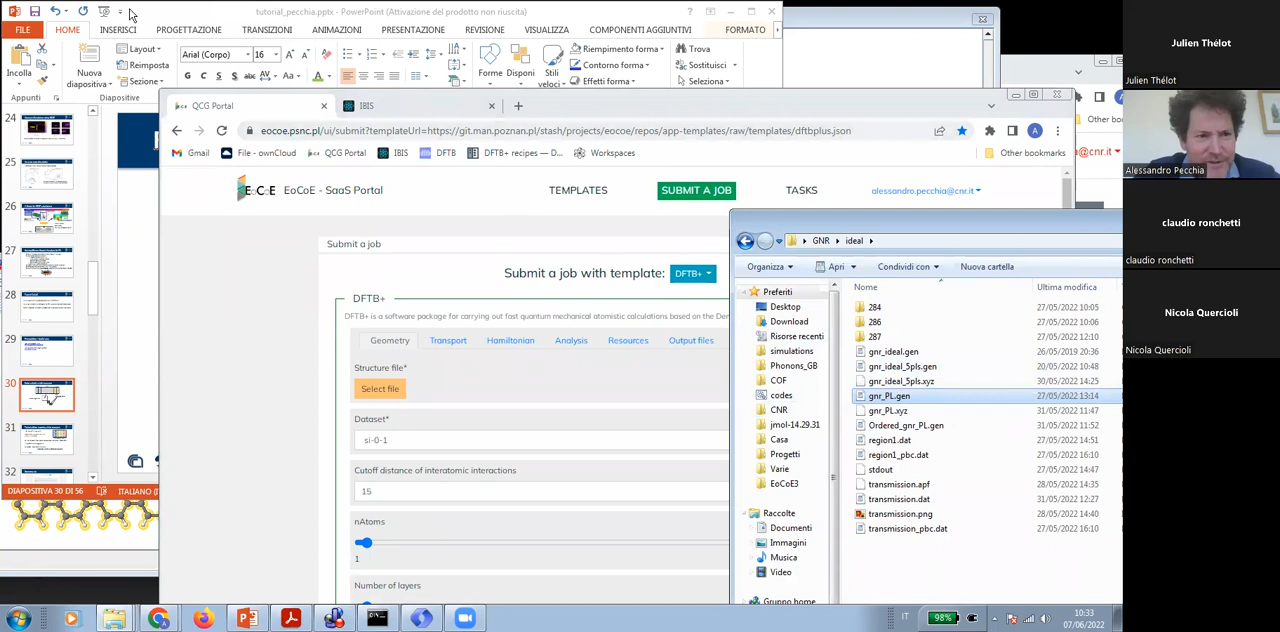 tutorial_pecchia.pptx - PowerPoint (Attivazione del prodotto non riuscita)
FILE HOME INSERISCI PROGETTAZIONE TRANSIZIONI ANIMAZIONI PRESENTAZIONE REVISIONE VISUALIZZA COMPONENTI AGGIUNTIVI FORMATO
Incolla
Nuova
diapositiva
Layout
Reimposta
Sezione
Arial (Corpo) 16
G C S S abc AV Aa A
Forme Disponi Stili
veloci
Riempimento forma
Contorno forma
Effetti forma
Trova
Sostituisci
Seleziona
Appunti Diapositive
24
25
26
27
28
29
30
31
32
DIAPOSITIVA 30 DI 56 ITALIANO (I
QCG Portal IBIS
eocoe.psnc.pl/ui/submit?templateUrl=https:/
Gmail File - ownCloud QCG Portal IBIS DFTB DFTB+ recipes — D... Workspaces Other bookmarks
Other boo
@cnr.it
EoCoE EoCoE - SaaS Portal TEMPLATES SUBMIT A JOB TASKS alessandro.pecchia@cnr.it
Submit a job
Submit a job with template: DFTB+
DFTB+
DFTB+ is a software package for carrying out fast quantum mechanical atomistic calculations based on the Den
Geometry Transport Hamiltonian Analysis Resources Output files
Structure file*
Select file
Dataset*
si-0-1
Cutoff distance of interatomic interactions
15
nAtoms
1
Number of layers
GNR ideal
Organizza Apri Condividi con Nuova cartella
Preferiti
Desktop
Download
Risorse recenti
simulations
Phonons_GB
COF
codes
CNR
jmol-14.29.31
Casa
Progetti
Varie
EoCoE3
Raccolte
Documenti
Immagini
Musica
Video
Gruppo home
Nome Ultima modifica
284 27/05/2022 10:05
286 27/05/2022 10:06
287 27/05/2022 12:10
gnr_ideal.gen 26/05/2019 20:36
gnr_ideal_5pls.gen 20/05/2022 10:48
gnr_ideal_5pls.xyz 30/05/2022 14:25
gnr_PL.gen 27/05/2022 13:14
gnr_PL.xyz 31/05/2022 11:47
Ordered_gnr_PL.gen 31/05/2022 11:52
region1.dat 27/05/2022 14:51
region1_pbc.dat 27/05/2022 16:10
stdout 27/05/2022 14:47
transmission.apf 28/05/2022 14:35
transmission.dat 31/05/2022 12:27
transmission.png 28/05/2022 14:40
transmission_pbc.dat 27/05/2022 16:10
Julien Thélot
Julien Thélot
Alessandro Pecchia
claudio ronchetti
claudio ronchetti
Nicola Quercioli
Nicola Quercioli
IT 98% 10:33
07/06/2022